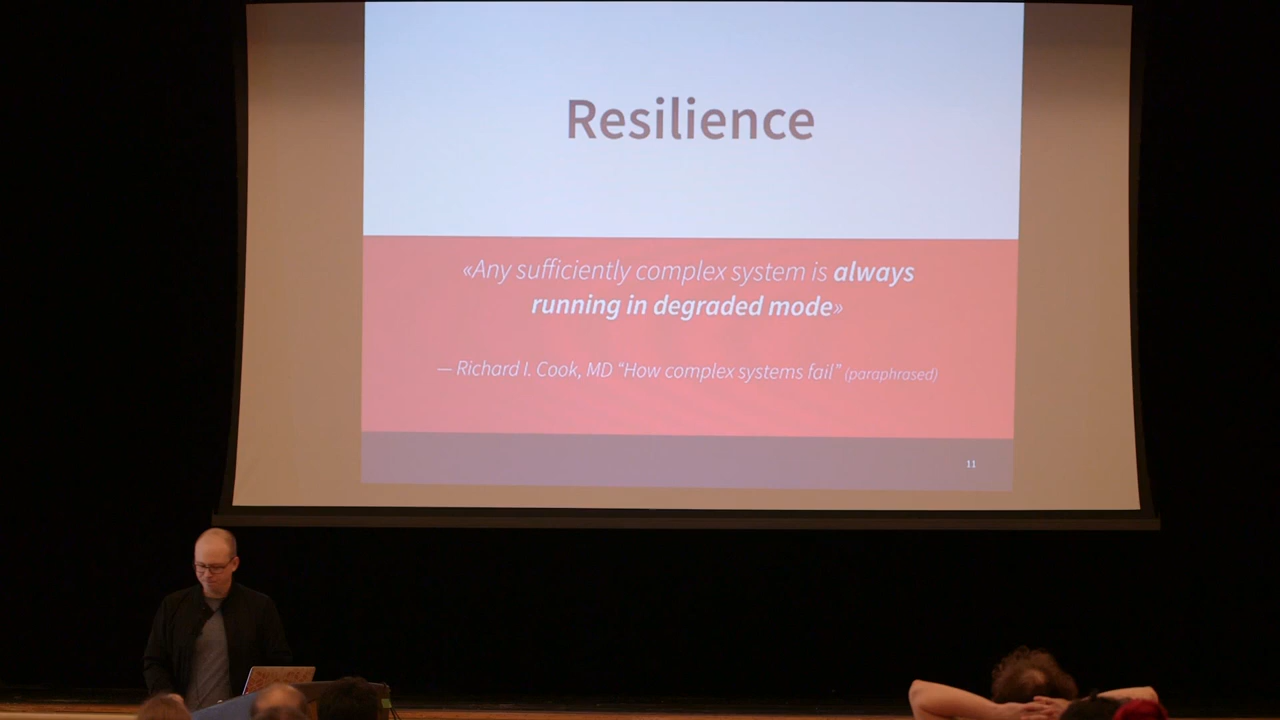 Resilience
«Any sufficiently complex system is always
running in degraded mode»
— Richard I. Cook, MD “How complex systems fail” (paraphrased)
11